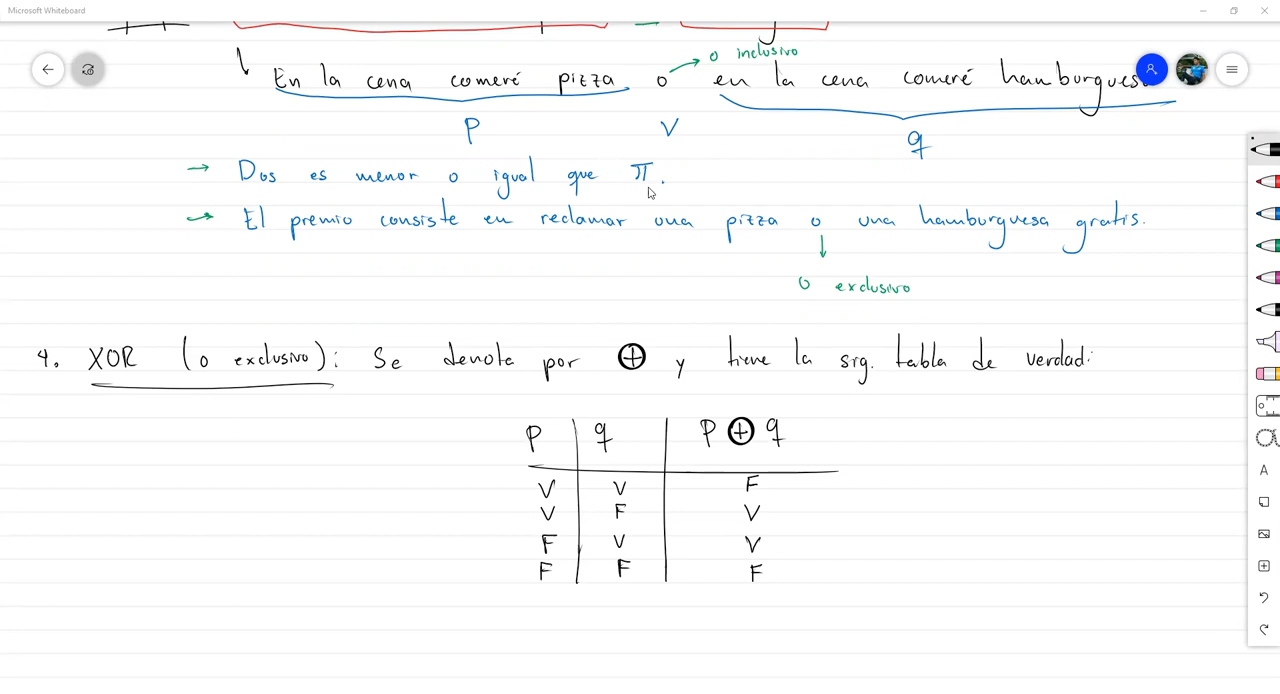 Microsoft Whiteboard
o inclusivo
En la cena comeré pizza o en la cena comeré hamburguesa
p v q
→ Dos es menor o igual que π.
→ El premio consiste en reclamar una pizza o una hamburguesa gratis.
o exclusivo
4. XOR (o exclusivo): Se denota por ⊕ y tiene la sig. tabla de verdad:
p q p ⊕ q
V V F
V F V
F V V
F F F
A